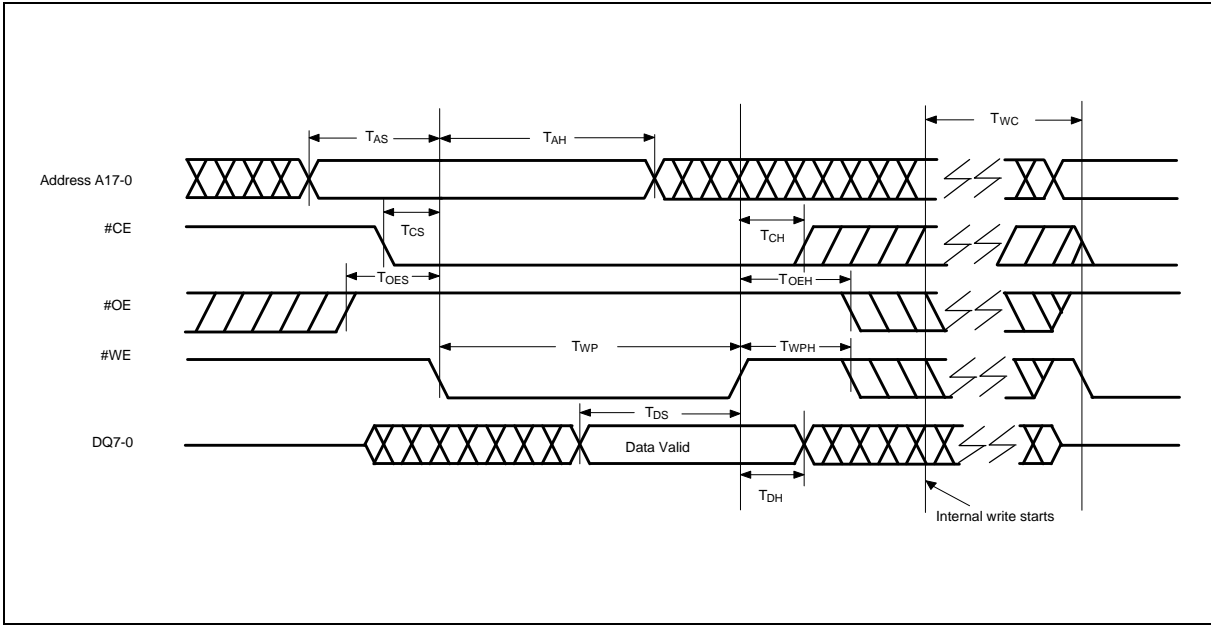 TWC
TAS
TAH
Address A17-0
#CE
TCS
TCH
TOES
TOEH
#OE
#WE
TWP
TWPH
TDS
DQ7-0
Data Valid
TDH
Internal write starts